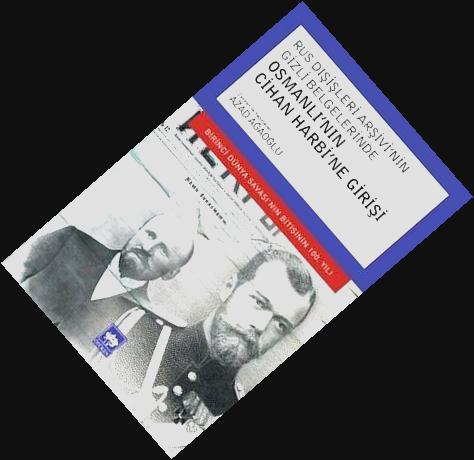 RUS DIŞİŞLERİ ARŞİVİ'NİN
GİZLİ BELGELERİNDE
OSMANLI'NIN
CİHAN HARBİ'NE GİRİŞİ
AZAD AĞAOĞLU
BİRİNCİ DÜNYA SAVAŞI'NIN BİTİŞİNİN 100. YILI